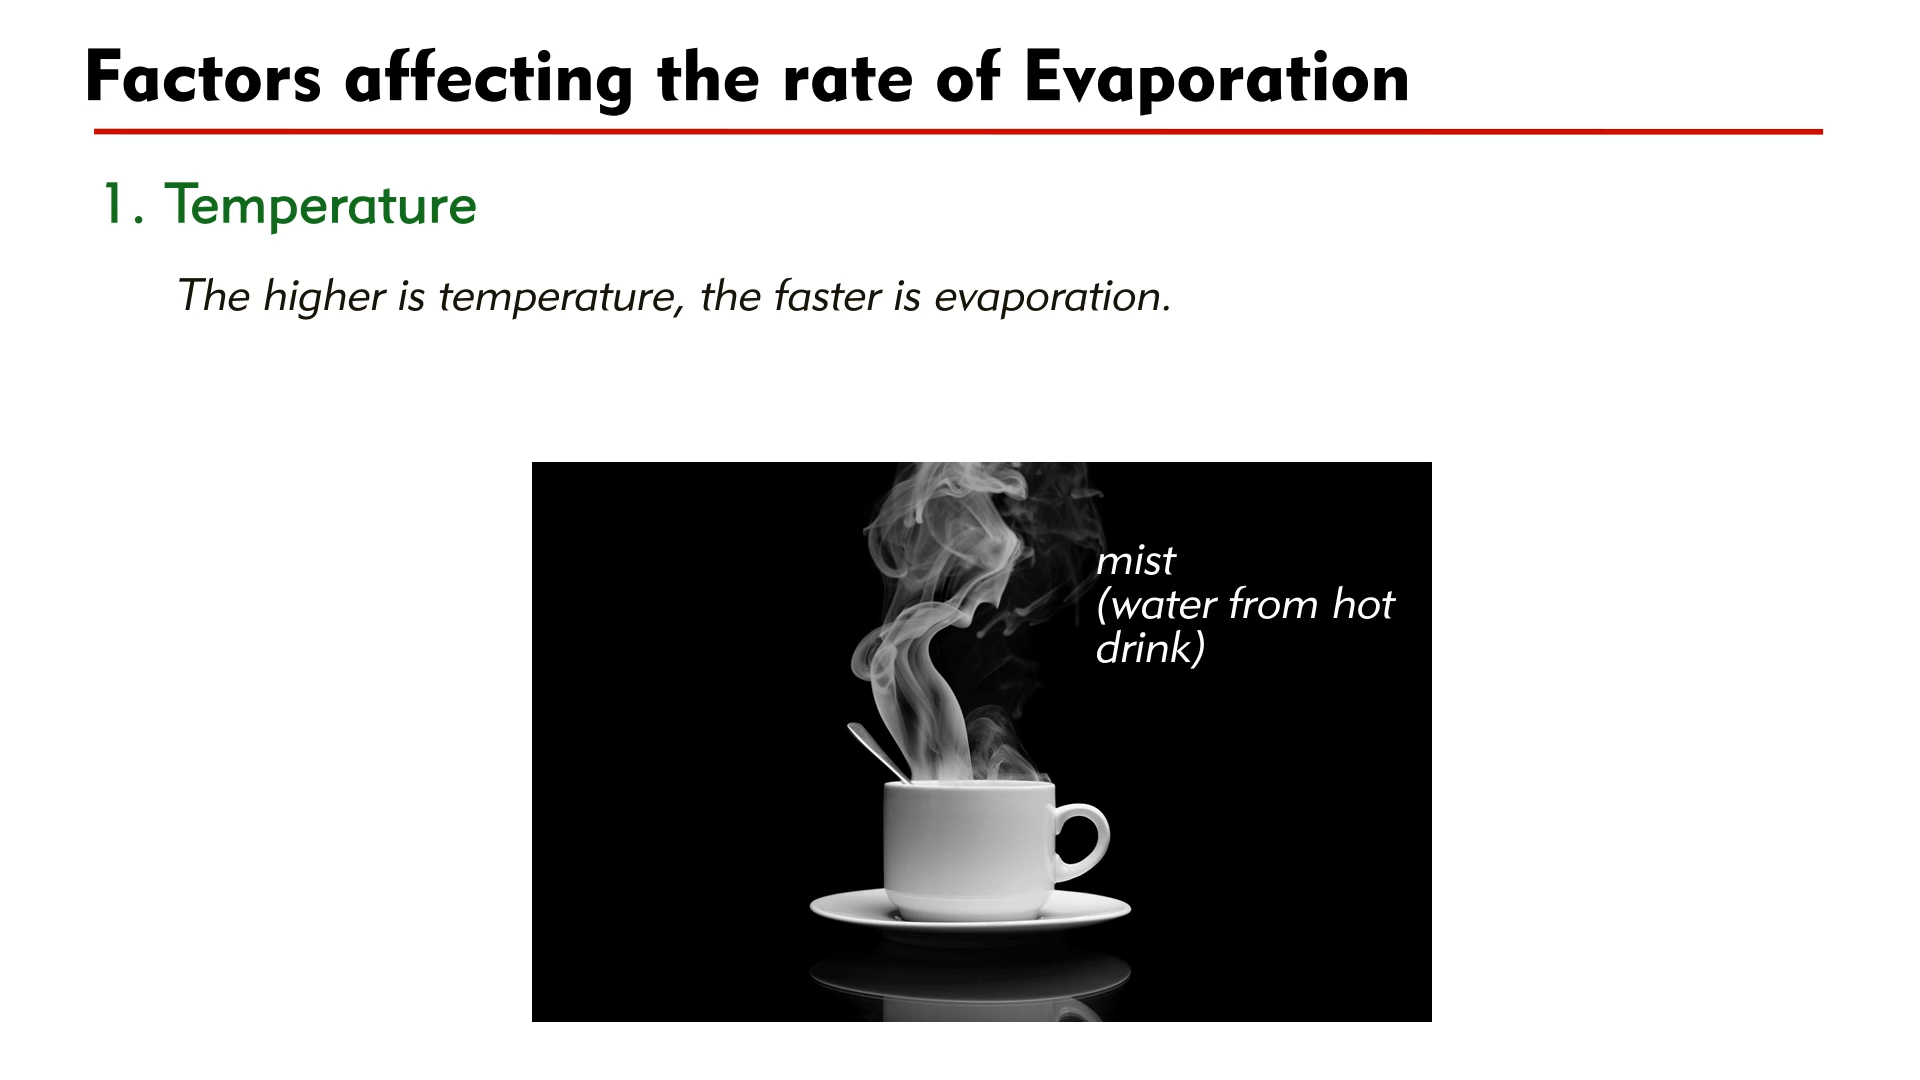 Factors affecting the rate of Evaporation
1. Temperature
The higher is temperature, the faster is evaporation.
mist
(water from hot
drink)